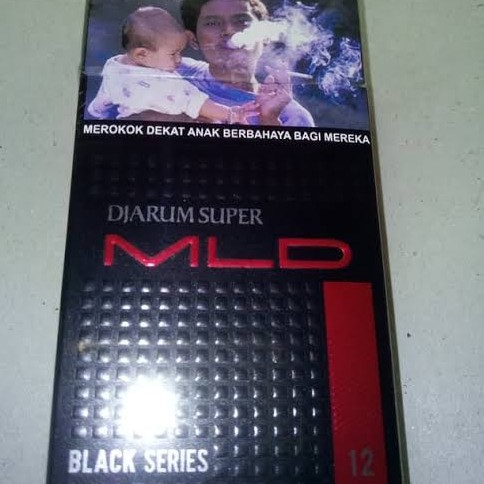 MEROKOK DEKAT ANAK BERBAHAYA BAGI MEREKA
DJARUM SUPER
MLD
BLACK SERIES
12